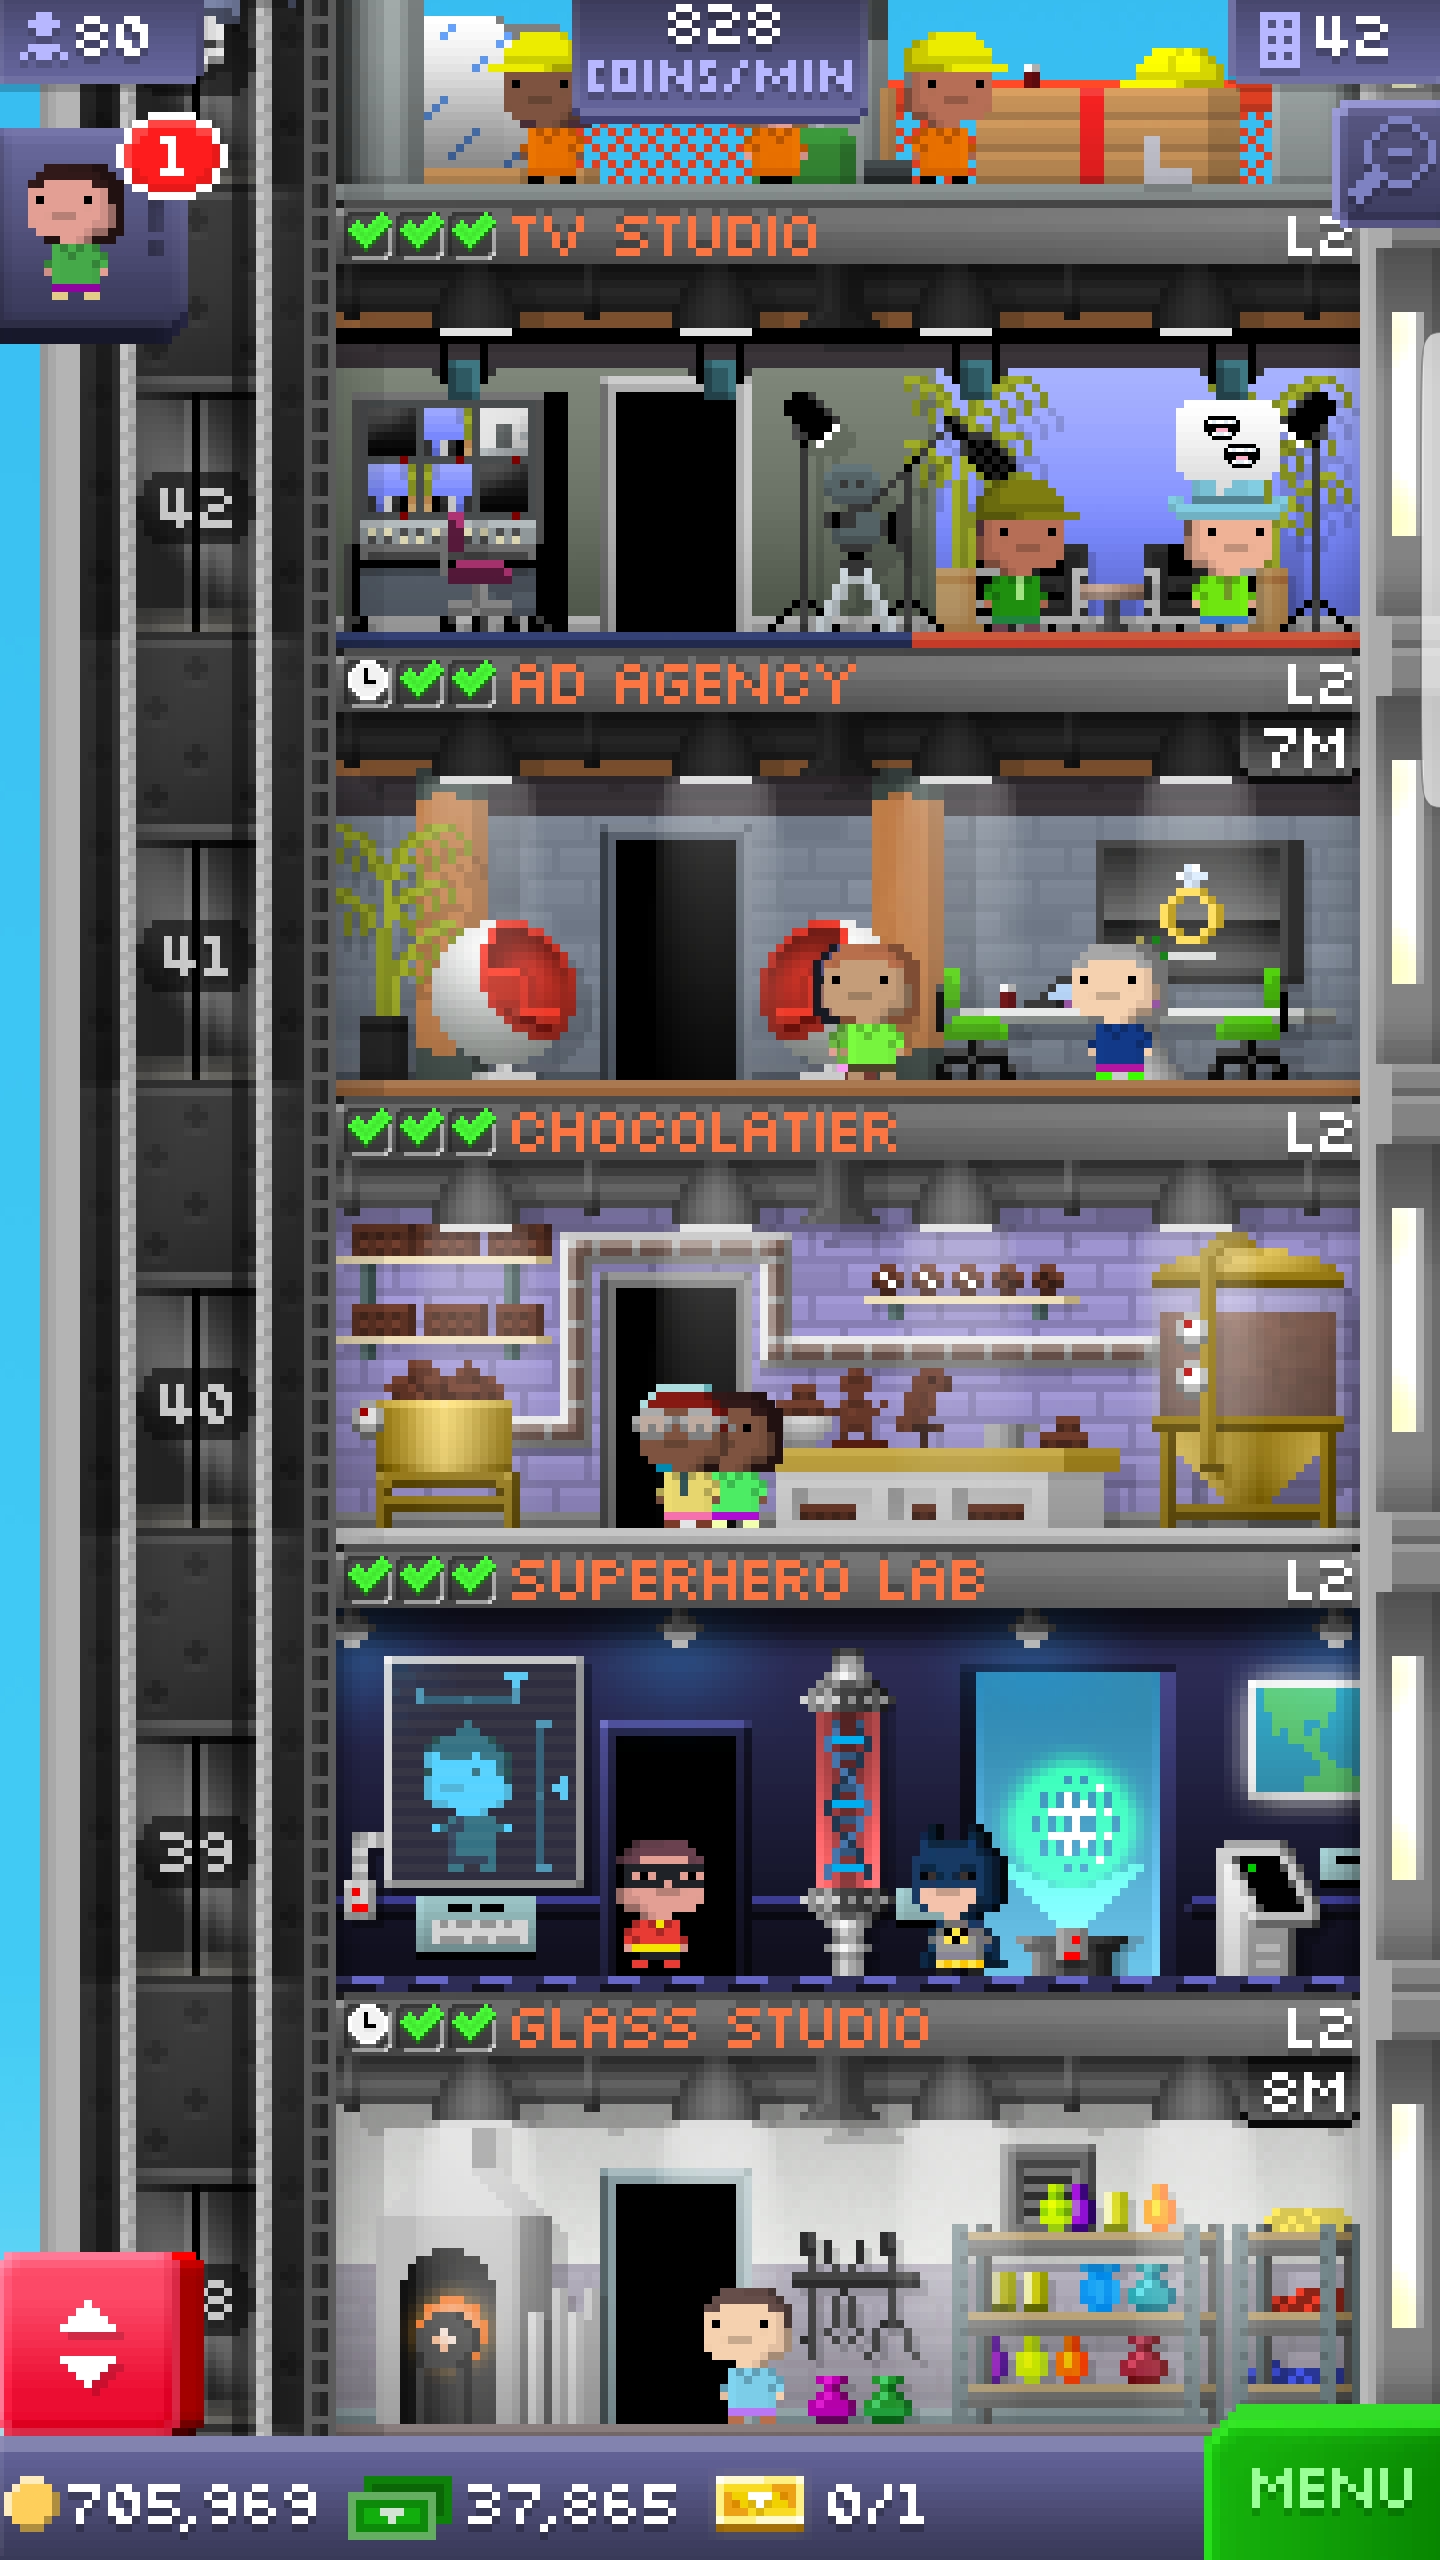 80
828
COINS/MIN
42
1
TV STUDIO L2
42
AD AGENCY L2
7M
41
CHOCOLATIER L2
40
SUPERHERO LAB L2
39
GLASS STUDIO L2
8M
8
705,969 37,865 0/1
MENU